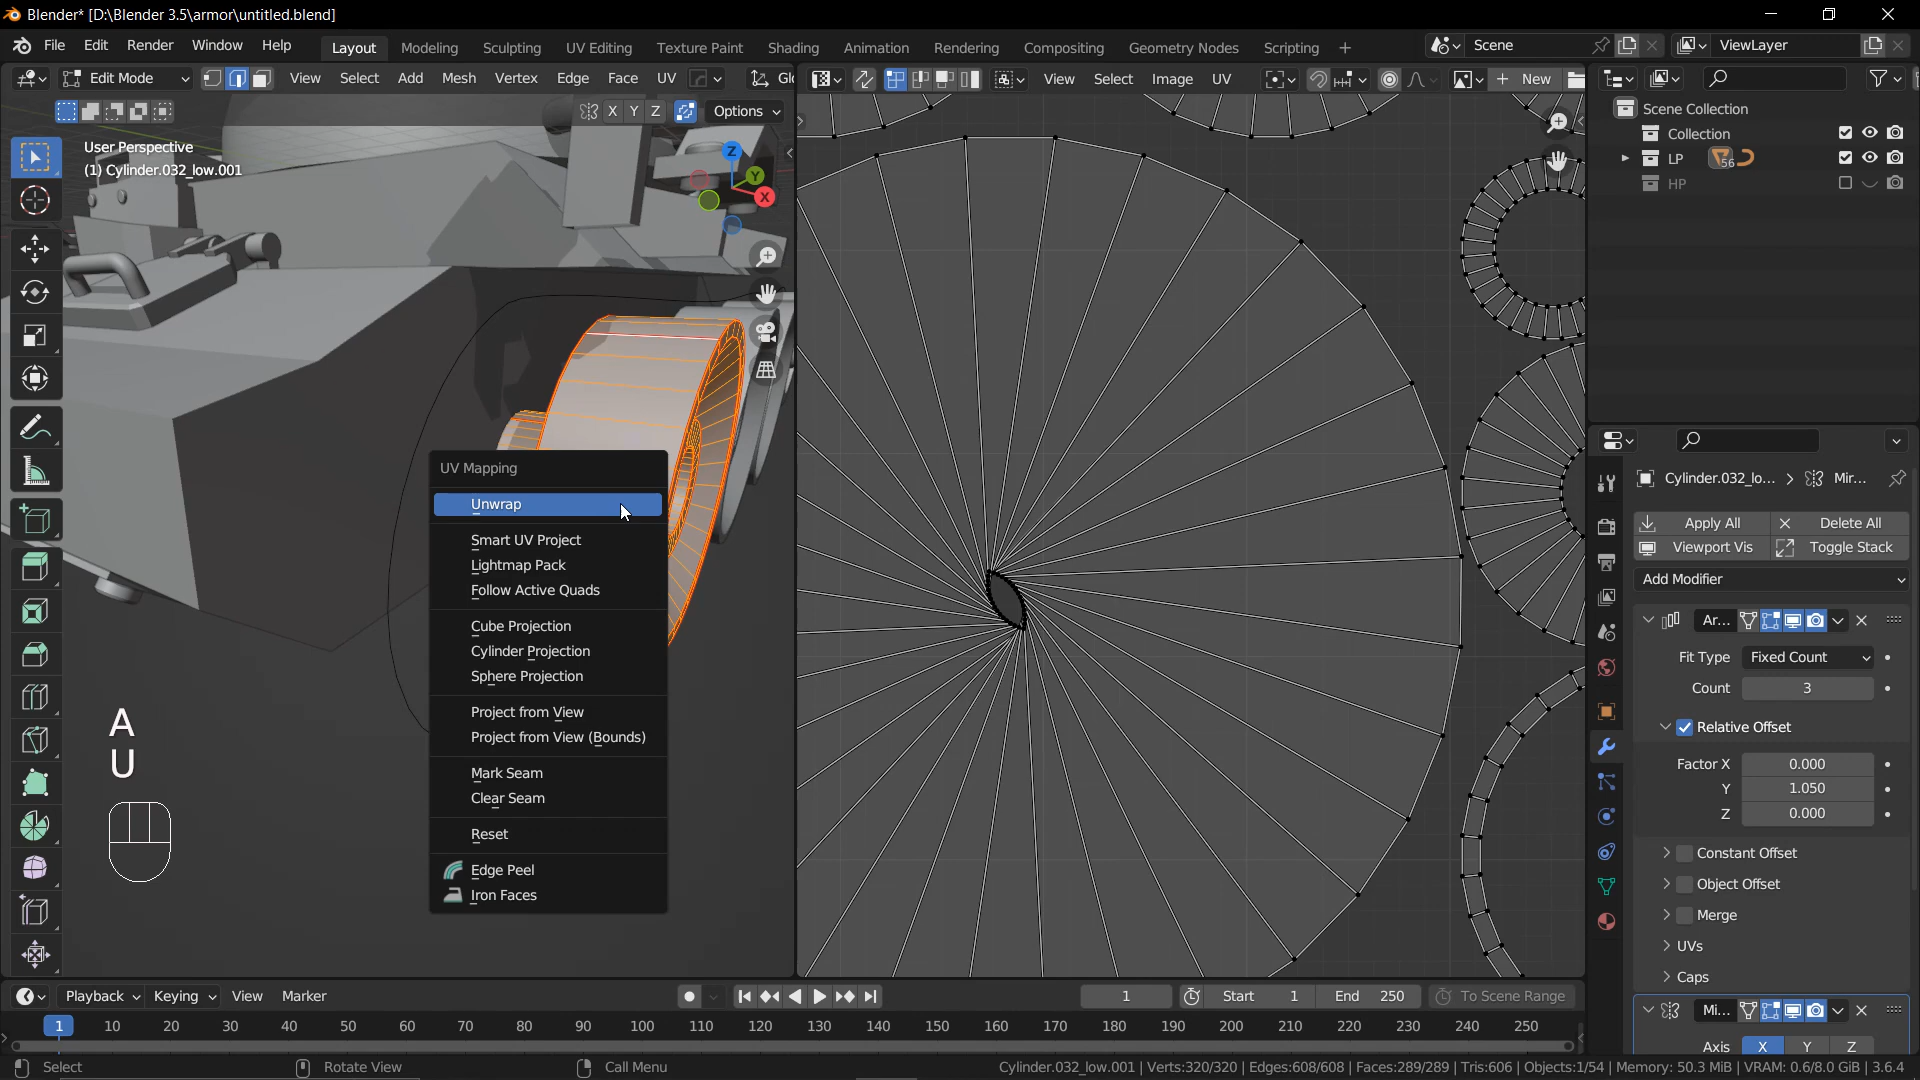 Blender* [D:\Blender 3.5\armor\untitled.blend]
File Edit Render Window Help Layout Modeling Sculpting UV Editing Texture Paint Shading Animation Rendering Compositing Geometry Nodes Scripting + Scene ViewLayer
Edit Mode View Select Add Mesh Vertex Edge Face UV
View Select Image UV + New
X Y Z Options
User Perspective
(1) Cylinder.032_low.001
Z
Y
X
UV Mapping
Unwrap
Smart UV Project
Lightmap Pack
Follow Active Quads
Cube Projection
Cylinder Projection
Sphere Projection
Project from View
Project from View (Bounds)
Mark Seam
Clear Seam
Reset
Edge Peel
Iron Faces
A
U
Scene Collection
Collection
LP 56
HP
Cylinder.032_lo... > Mir...
Apply All Delete All
Viewport Vis Toggle Stack
Add Modifier
Ar...
Fit Type Fixed Count
Count 3
Relative Offset
Factor X 0.000
Y 1.050
Z 0.000
Constant Offset
Object Offset
Merge
UVs
Caps
Mi...
Axis X Y Z
Playback Keying View Marker 1 Start 1 End 250 To Scene Range
1 10 20 30 40 50 60 70 80 90 100 110 120 130 140 150 160 170 180 190 200 210 220 230 240 250
Select Rotate View Call Menu Cylinder.032_low.001 | Verts:320/320 | Edges:608/608 | Faces:289/289 | Tris:606 | Objects:1/54 | Memory: 50.3 MiB | VRAM: 0.6/8.0 GiB | 3.6.4